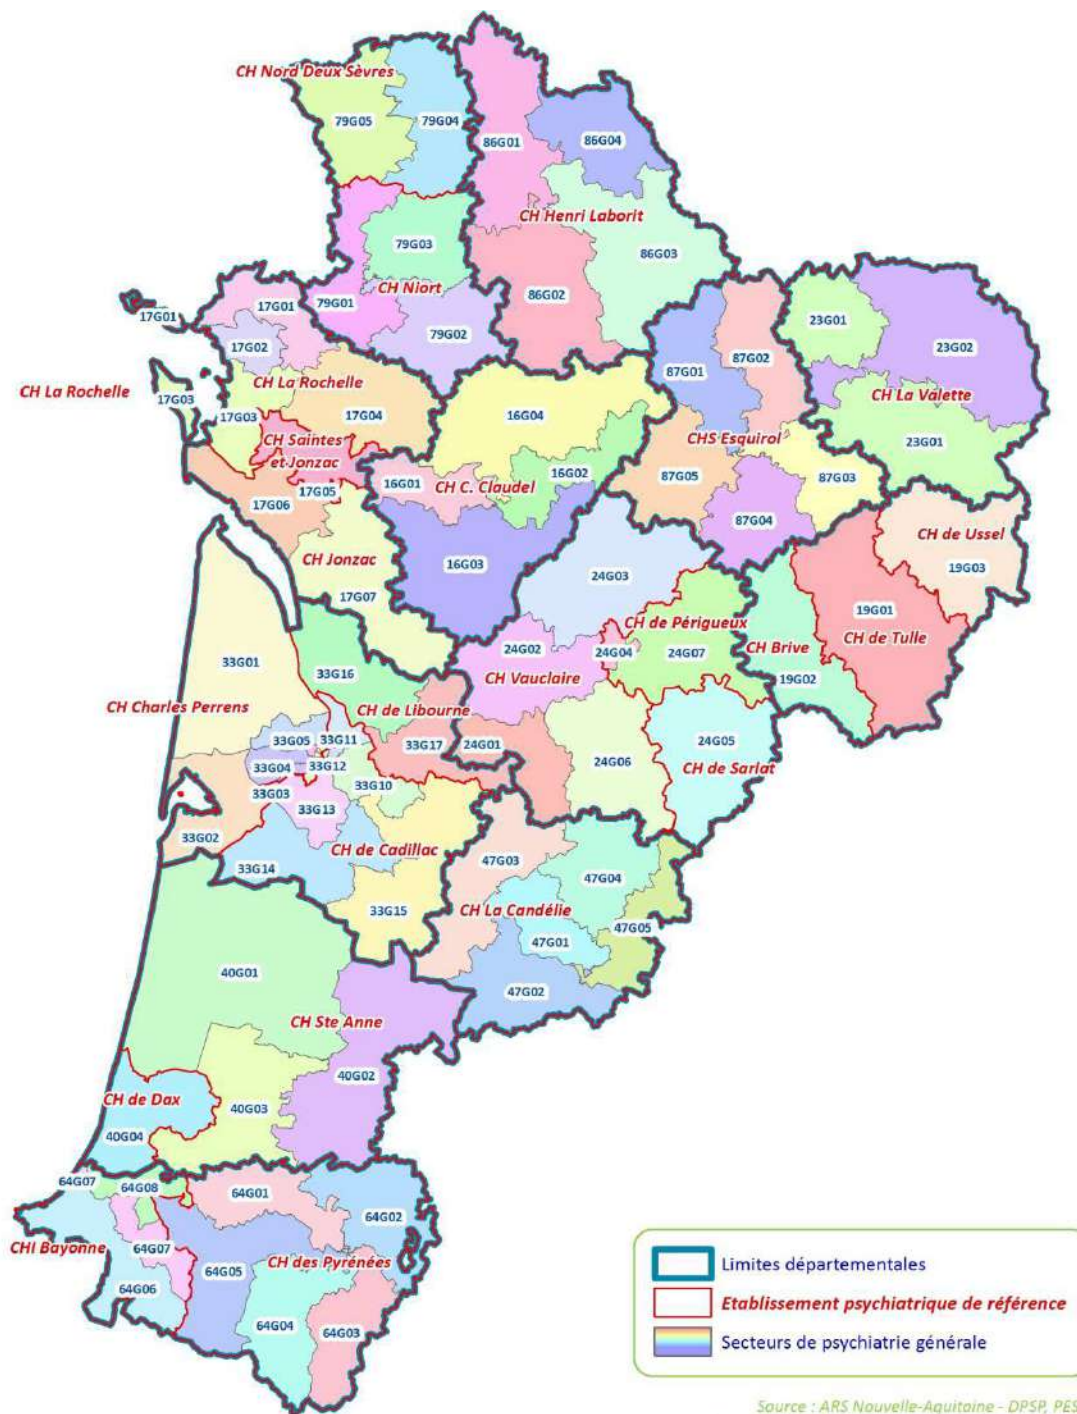 CH Nord Deux Sèvres
79G05
79G04
86G01
86G04
CH Henri Laborit
79G03
86G03
CH Niort
79G01
86G02
79G02
17G01
17G01
17G02
23G01
87G02
23G02
87G01
CH La Rochelle
CH La Rochelle
17G03
17G03
17G04
16G04
CH La Valette
CHS Esquirol
23G01
CH Saintes
et Jonzac
16G02
16G01
CH C. Claudel
87G05
87G03
17G05
17G06
87G04
CH de Ussel
CH Jonzac
16G03
24G03
19G03
17G07
19G01
CH de Périgueux
CH de Tulle
24G02
24G04
24G07
CH Brive
33G01
33G16
CH Vauclaire
19G02
CH Charles Perrens
CH de Libourne
33G05
33G11
33G17
24G01
24G05
33G04
33G12
24G06
CH de Sarlat
33G03
33G10
33G13
33G02
CH de Cadillac
47G03
33G14
47G04
33G15
CH La Candélie
47G05
47G01
40G01
47G02
CH Ste Anne
40G02
CH de Dax
40G03
40G04
64G07
64G08
64G01
64G02
CHI Bayonne
64G07
CH des Pyrénées
64G05
64G06
64G04
64G03
Limites départementales
Etablissement psychiatrique de référence
Secteurs de psychiatrie générale
Source : ARS Nouvelle-Aquitaine - DPSP, PES